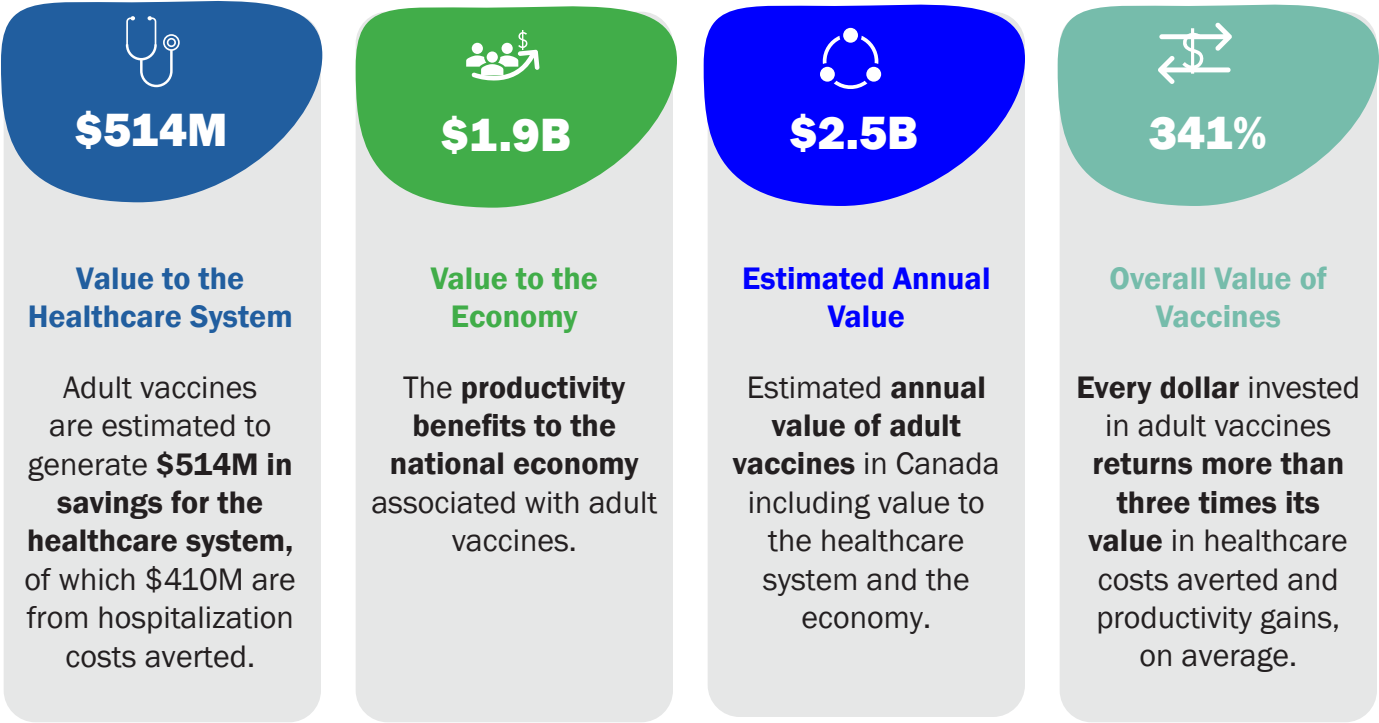 $514M
Value to the
Healthcare System
Adult vaccines
are estimated to
generate $514M in
savings for the
healthcare system,
of which $410M are
from hospitalization
costs averted.
$
$1.9B
Value to the
Economy
The productivity
benefits to the
national economy
associated with adult
vaccines.
$2.5B
Estimated Annual
Value
Estimated annual
value of adult
vaccines in Canada
including value to
the healthcare
system and the
economy.
$
341%
Overall Value of
Vaccines
Every dollar invested
in adult vaccines
returns more than
three times its
value in healthcare
costs averted and
productivity gains,
on average.